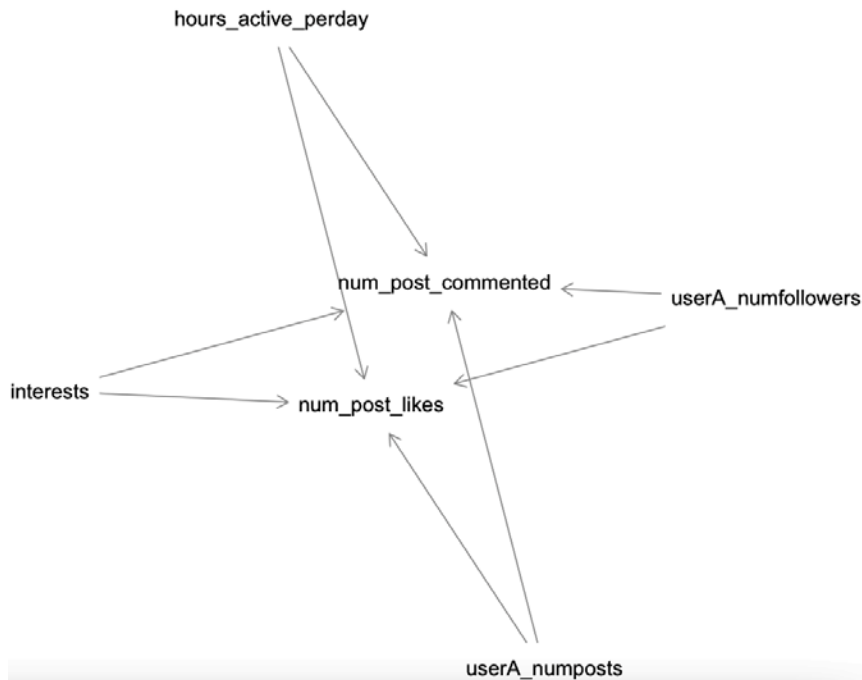 hours_active_perday
num_post_commented
userA_numfollowers
interests
num_post_likes
userA_numposts